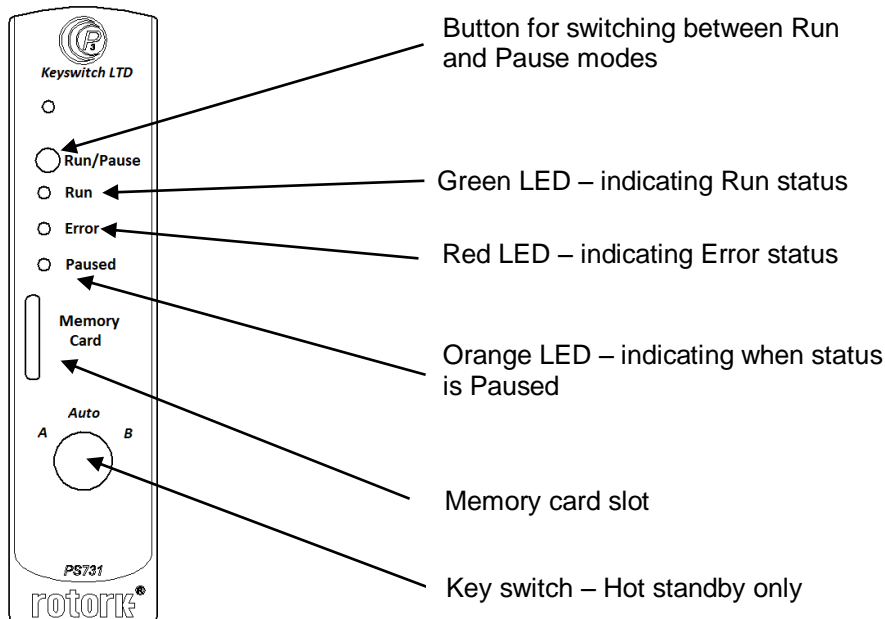 P
3
Keyswitch LTD
Run/Pause
Run
Error
Paused
Memory
Card
Auto
A
B
PS731
rotork®
Button for switching between Run
and Pause modes
Green LED – indicating Run status
Red LED – indicating Error status
Orange LED – indicating when status
is Paused
Memory card slot
Key switch – Hot standby only